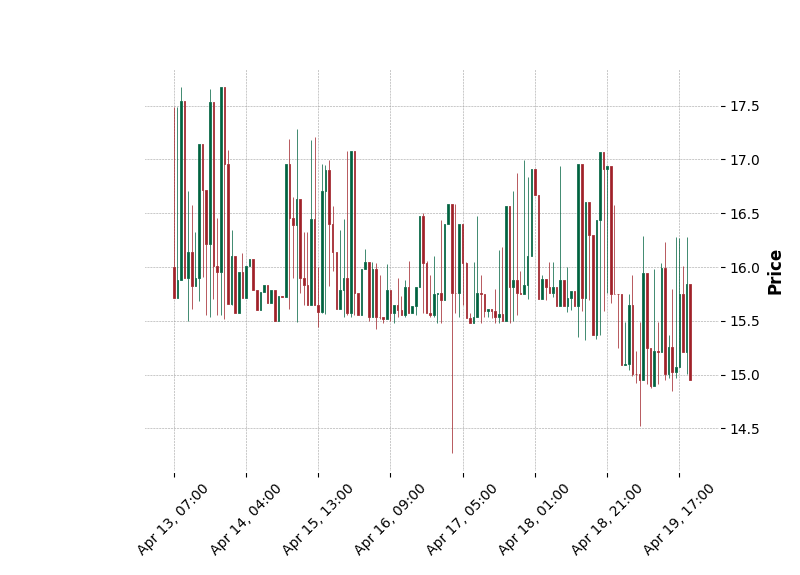 17.5
17.0
16.5
16.0
15.5
15.0
14.5
Price
Apr 13, 07:00
Apr 14, 04:00
Apr 15, 13:00
Apr 16, 09:00
Apr 17, 05:00
Apr 18, 01:00
Apr 18, 21:00
Apr 19, 17:00